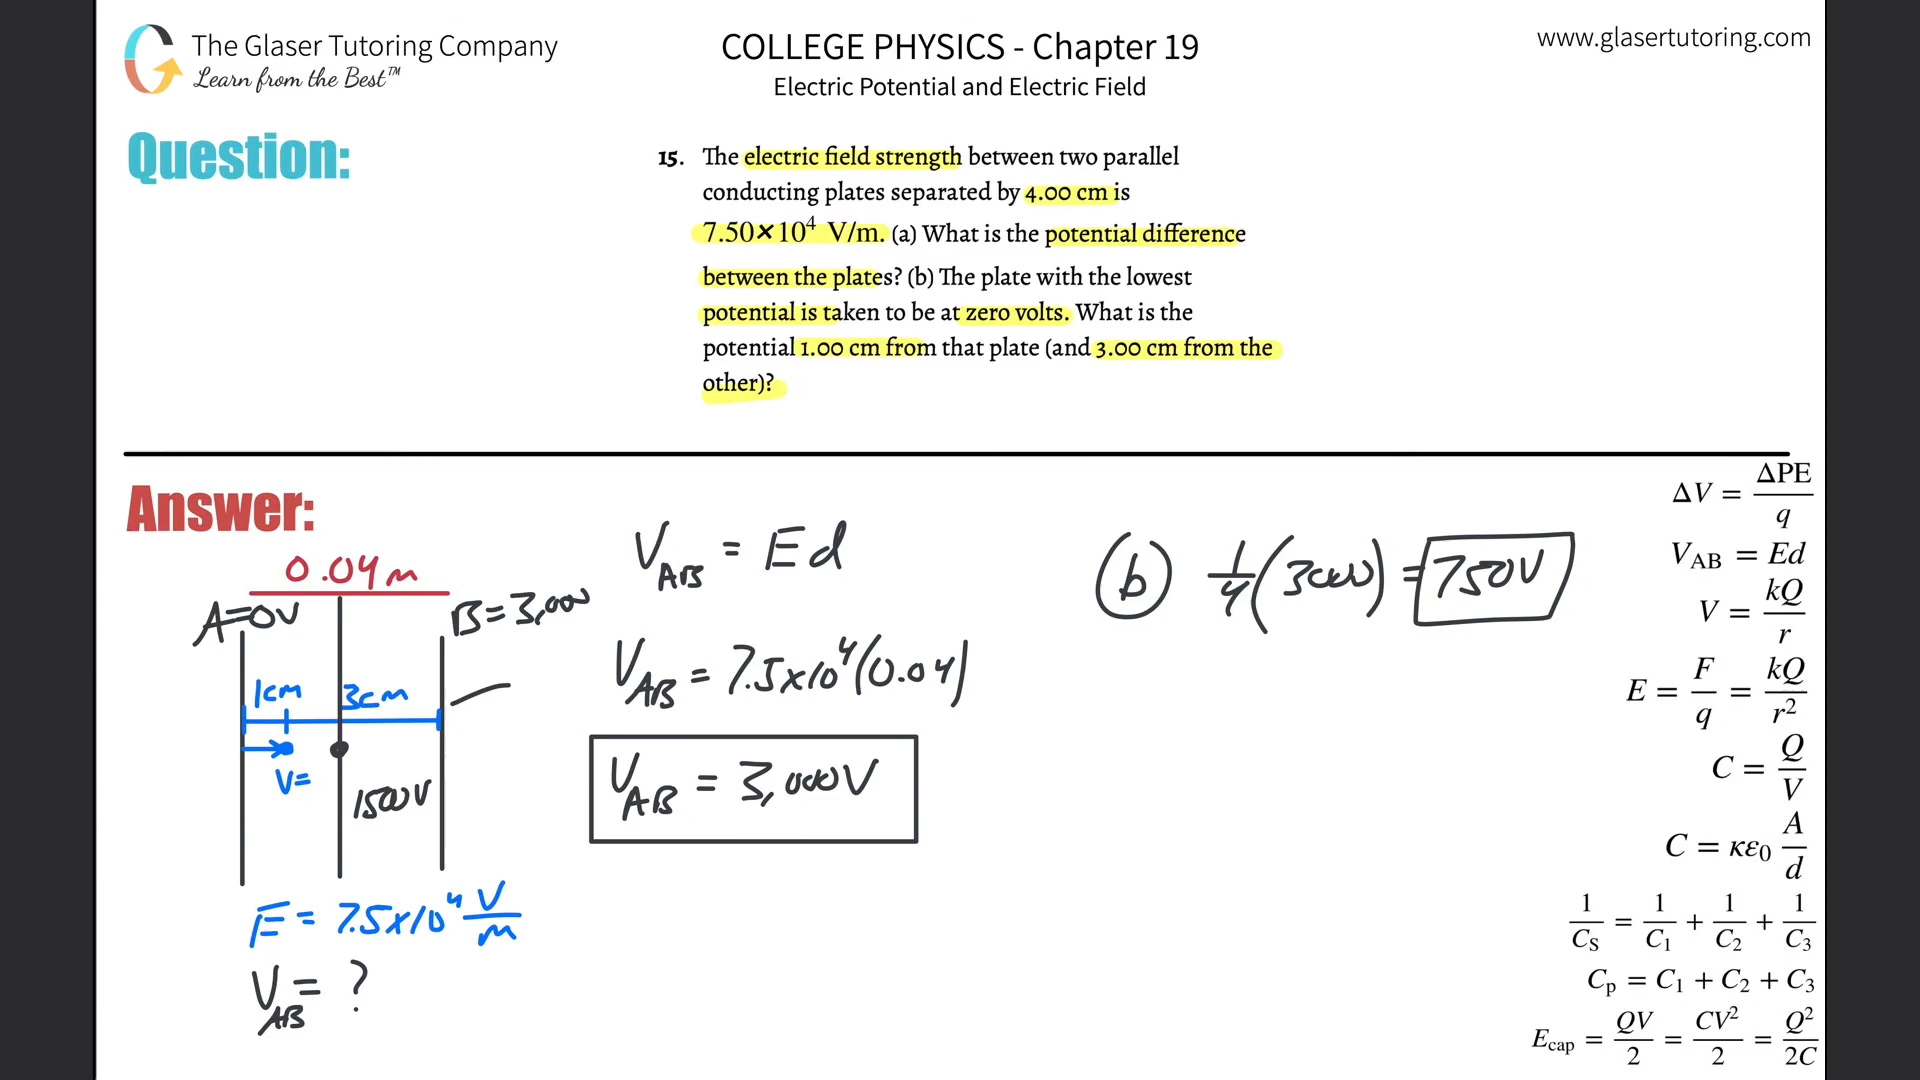 The Glaser Tutoring Company
Learn from the Best™
COLLEGE PHYSICS - Chapter 19
Electric Potential and Electric Field
www.glasertutoring.com
Question:
15. The electric field strength between two parallel
conducting plates separated by 4.00 cm is
7.50×10⁴ V/m. (a) What is the potential difference
between the plates? (b) The plate with the lowest
potential is taken to be at zero volts. What is the
potential 1.00 cm from that plate (and 3.00 cm from the
other)?
Answer:
0.04m
A=0V
B=3,000
1cm 3cm
V=
1500V
E = 7.5x10⁴ V/m
V_AB = ?
V_AB = Ed
V_AB = 7.5x10⁴(0.04)
V_AB = 3,000V
(b) 1/4 (3000) = 750V
ΔV = ΔPE/q
V_AB = Ed
V = kQ/r
E = F/q = kQ/r²
C = Q/V
C = κε₀ A/d
1/C_S = 1/C₁ + 1/C₂ + 1/C₃
C_p = C₁ + C₂ + C₃
E_cap = QV/2 = CV²/2 = Q²/2C